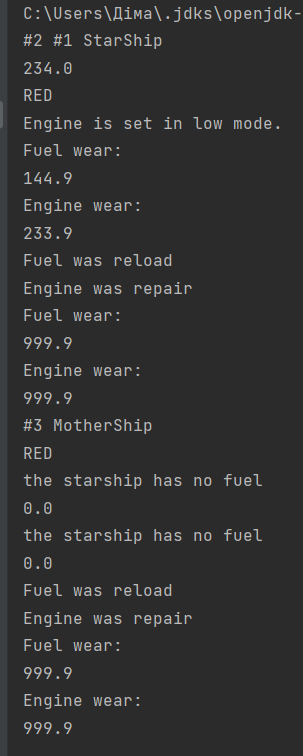 C:\Users\Діма\.jdks\openjdk-
#2 #1 StarShip
234.0
RED
Engine is set in low mode.
Fuel wear:
144.9
Engine wear:
233.9
Fuel was reload
Engine was repair
Fuel wear:
999.9
Engine wear:
999.9
#3 MotherShip
RED
the starship has no fuel
0.0
the starship has no fuel
0.0
Fuel was reload
Engine was repair
Fuel wear:
999.9
Engine wear:
999.9